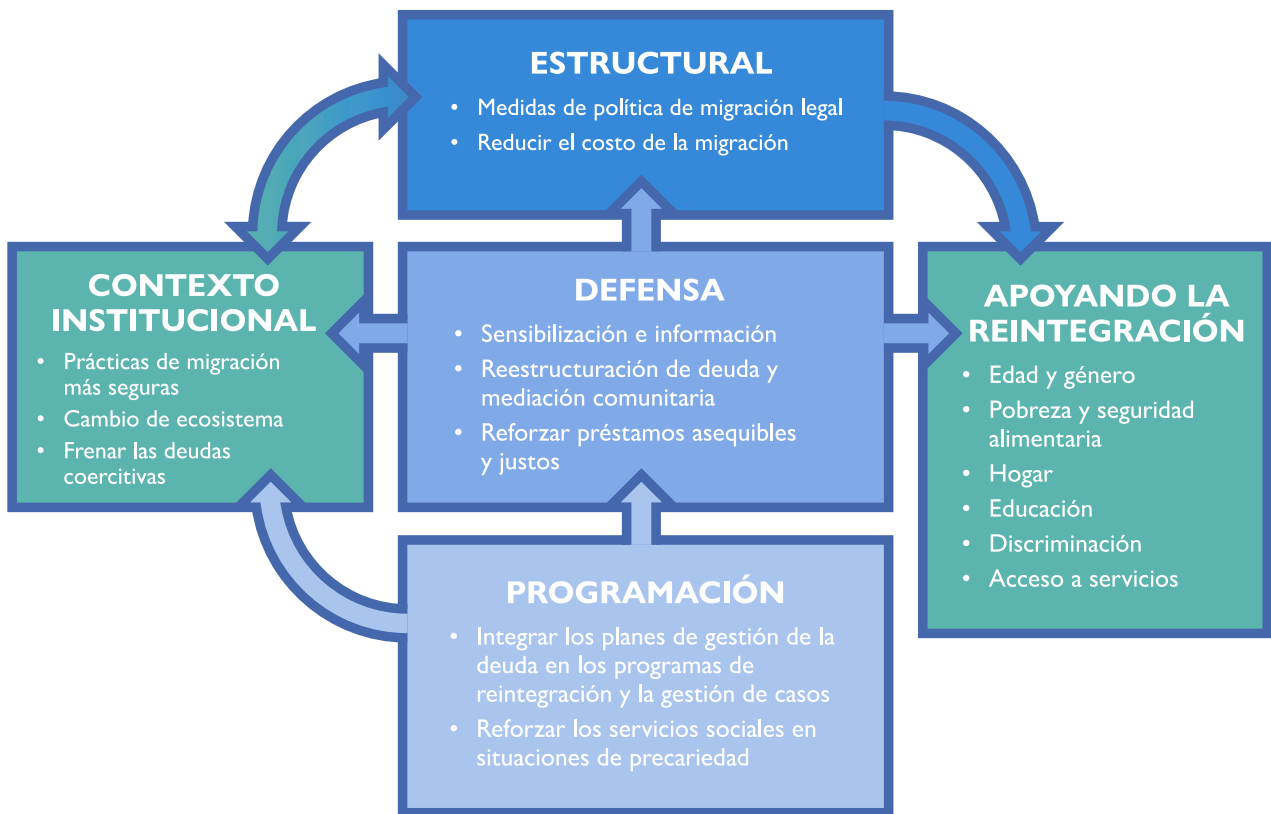 ESTRUCTURAL
• Medidas de política de migración legal
• Reducir el costo de la migración
CONTEXTO
INSTITUCIONAL
• Prácticas de migración
más seguras
• Cambio de ecosistema
• Frenar las deudas
coercitivas
DEFENSA
• Sensibilización e información
• Reestructuración de deuda y
mediación comunitaria
• Reforzar préstamos asequibles
y justos
APOYANDO LA
REINTEGRACIÓN
• Edad y género
• Pobreza y seguridad
alimentaria
• Hogar
• Educación
• Discriminación
• Acceso a servicios
PROGRAMACIÓN
• Integrar los planes de gestión de la
deuda en los programas de
reintegración y la gestión de casos
• Reforzar los servicios sociales en
situaciones de precariedad